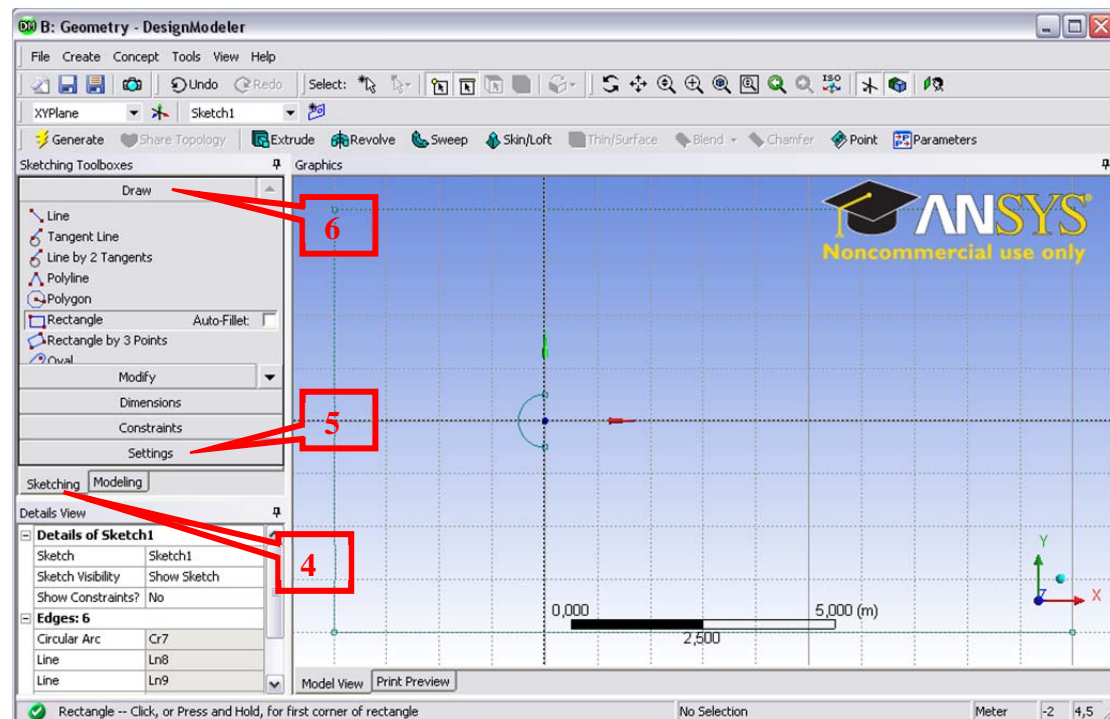 B: Geometry - DesignModeler
File Create Concept Tools View Help
Undo Redo Select: ISO
XYPlane Sketch1
Generate Share Topology Extrude Revolve Sweep Skin/Loft Thin/Surface Blend Chamfer Point Parameters
Sketching Toolboxes
Graphics
Draw
Line
Tangent Line
Line by 2 Tangents
Polyline
Polygon
Rectangle Auto-Fillet:
Rectangle by 3 Points
Oval
Modify
Dimensions
Constraints
Settings
Sketching Modeling
6
5
4
ANSYS
Noncommercial use only
Details View
Details of Sketch1
Sketch Sketch1
Sketch Visibility Show Sketch
Show Constraints? No
Edges: 6
Circular Arc Cr7
Line Ln8
Line Ln9
0,000 5,000 (m)
2,500
Y
Z X
Model View Print Preview
Rectangle -- Click, or Press and Hold, for first corner of rectangle No Selection Meter -2 4,5